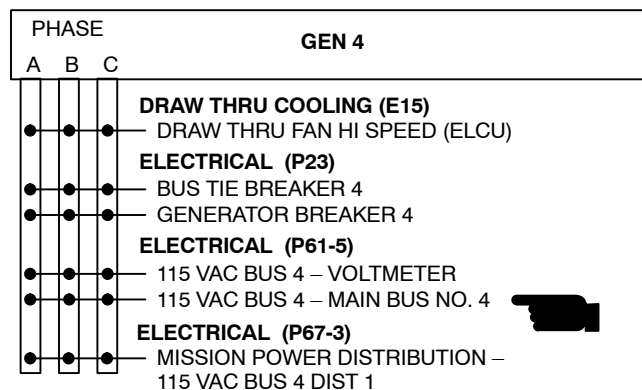 PHASE
GEN 4
A B C
DRAW THRU COOLING (E15)
DRAW THRU FAN HI SPEED (ELCU)
ELECTRICAL (P23)
BUS TIE BREAKER 4
GENERATOR BREAKER 4
ELECTRICAL (P61-5)
115 VAC BUS 4 – VOLTMETER
115 VAC BUS 4 – MAIN BUS NO. 4
ELECTRICAL (P67-3)
MISSION POWER DISTRIBUTION –
115 VAC BUS 4 DIST 1